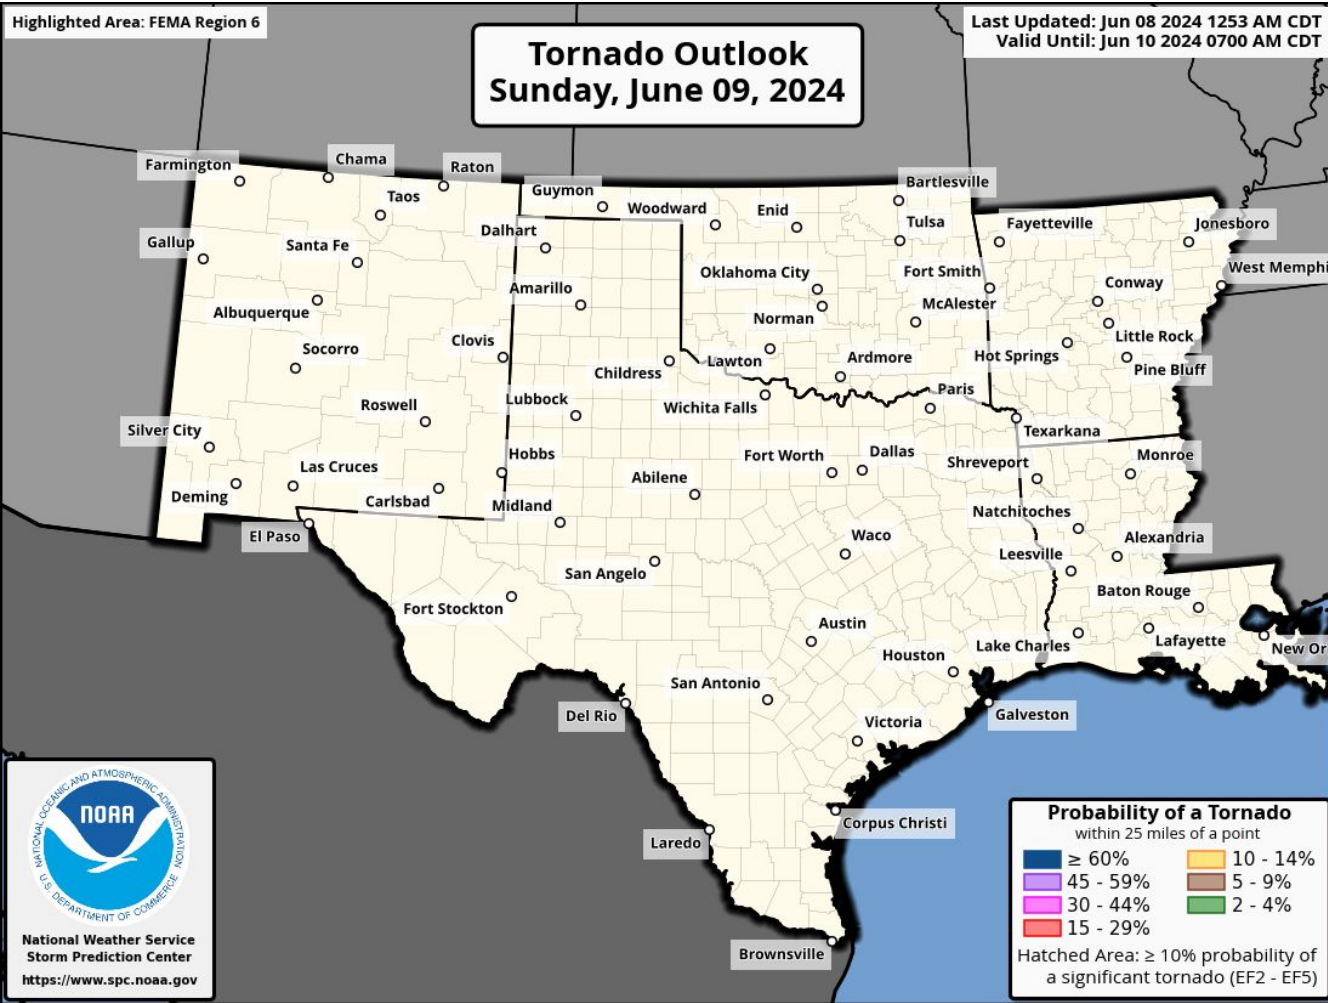 Highlighted Area: FEMA Region 6
Last Updated: Jun 08 2024 1253 AM CDT
Valid Until: Jun 10 2024 0700 AM CDT
Tornado Outlook
Sunday, June 09, 2024
Farmington
Chama
Raton
Taos
Guymon
Woodward
Enid
Bartlesville
Tulsa
Fayetteville
Jonesboro
Gallup
Santa Fe
Dalhart
Oklahoma City
Fort Smith
West Memphi
Amarillo
McAlester
Conway
Albuquerque
Norman
Socorro
Clovis
Little Rock
Childress
Lawton
Ardmore
Hot Springs
Pine Bluff
Roswell
Lubbock
Wichita Falls
Paris
Silver City
Texarkana
Las Cruces
Hobbs
Fort Worth
Dallas
Shreveport
Monroe
Deming
Carlsbad
Midland
Abilene
Natchitoches
El Paso
Waco
Leesville
Alexandria
San Angelo
Fort Stockton
Baton Rouge
Austin
Houston
Lake Charles
Lafayette
New Or
San Antonio
Del Rio
Victoria
Galveston
Laredo
Corpus Christi
Brownsville
NATIONAL OCEANIC AND ATMOSPHERIC ADMINISTRATION
NOAA
U.S. DEPARTMENT OF COMMERCE
National Weather Service
Storm Prediction Center
https://www.spc.noaa.gov
Probability of a Tornado
within 25 miles of a point
≥ 60%
45 - 59%
30 - 44%
15 - 29%
10 - 14%
5 - 9%
2 - 4%
Hatched Area: ≥ 10% probability of
a significant tornado (EF2 - EF5)